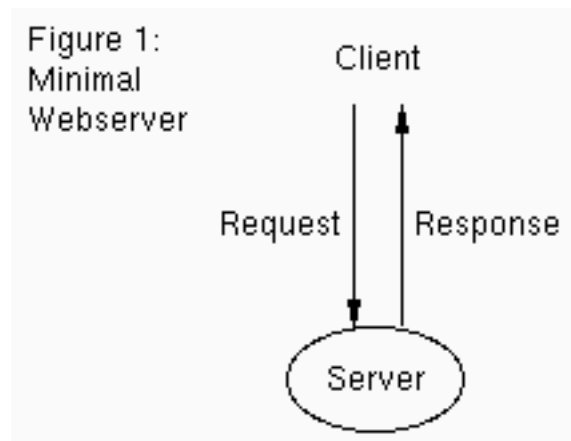 Figure 1:
Minimal
Webserver
Client
Request
Response
Server